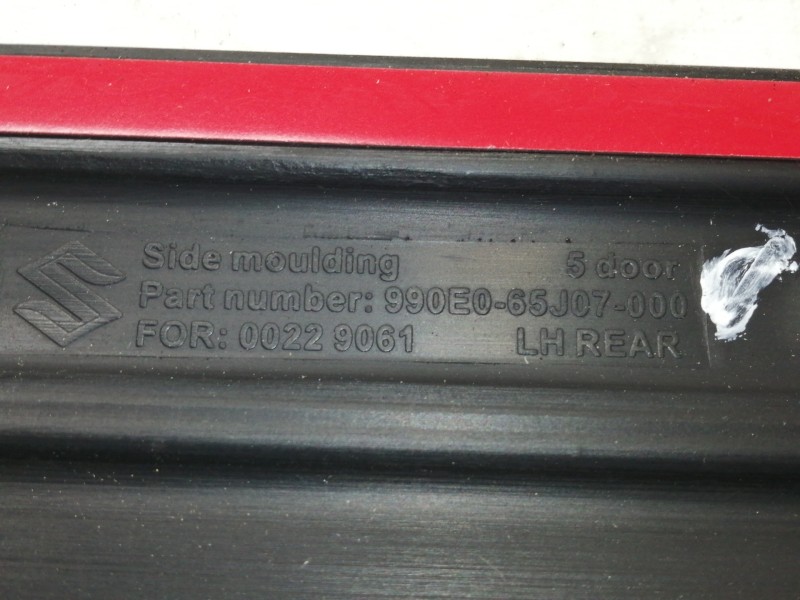 Side moulding 5 door
Part number: 990E0-65J07-000
FOR: 0022 9061 LH REAR